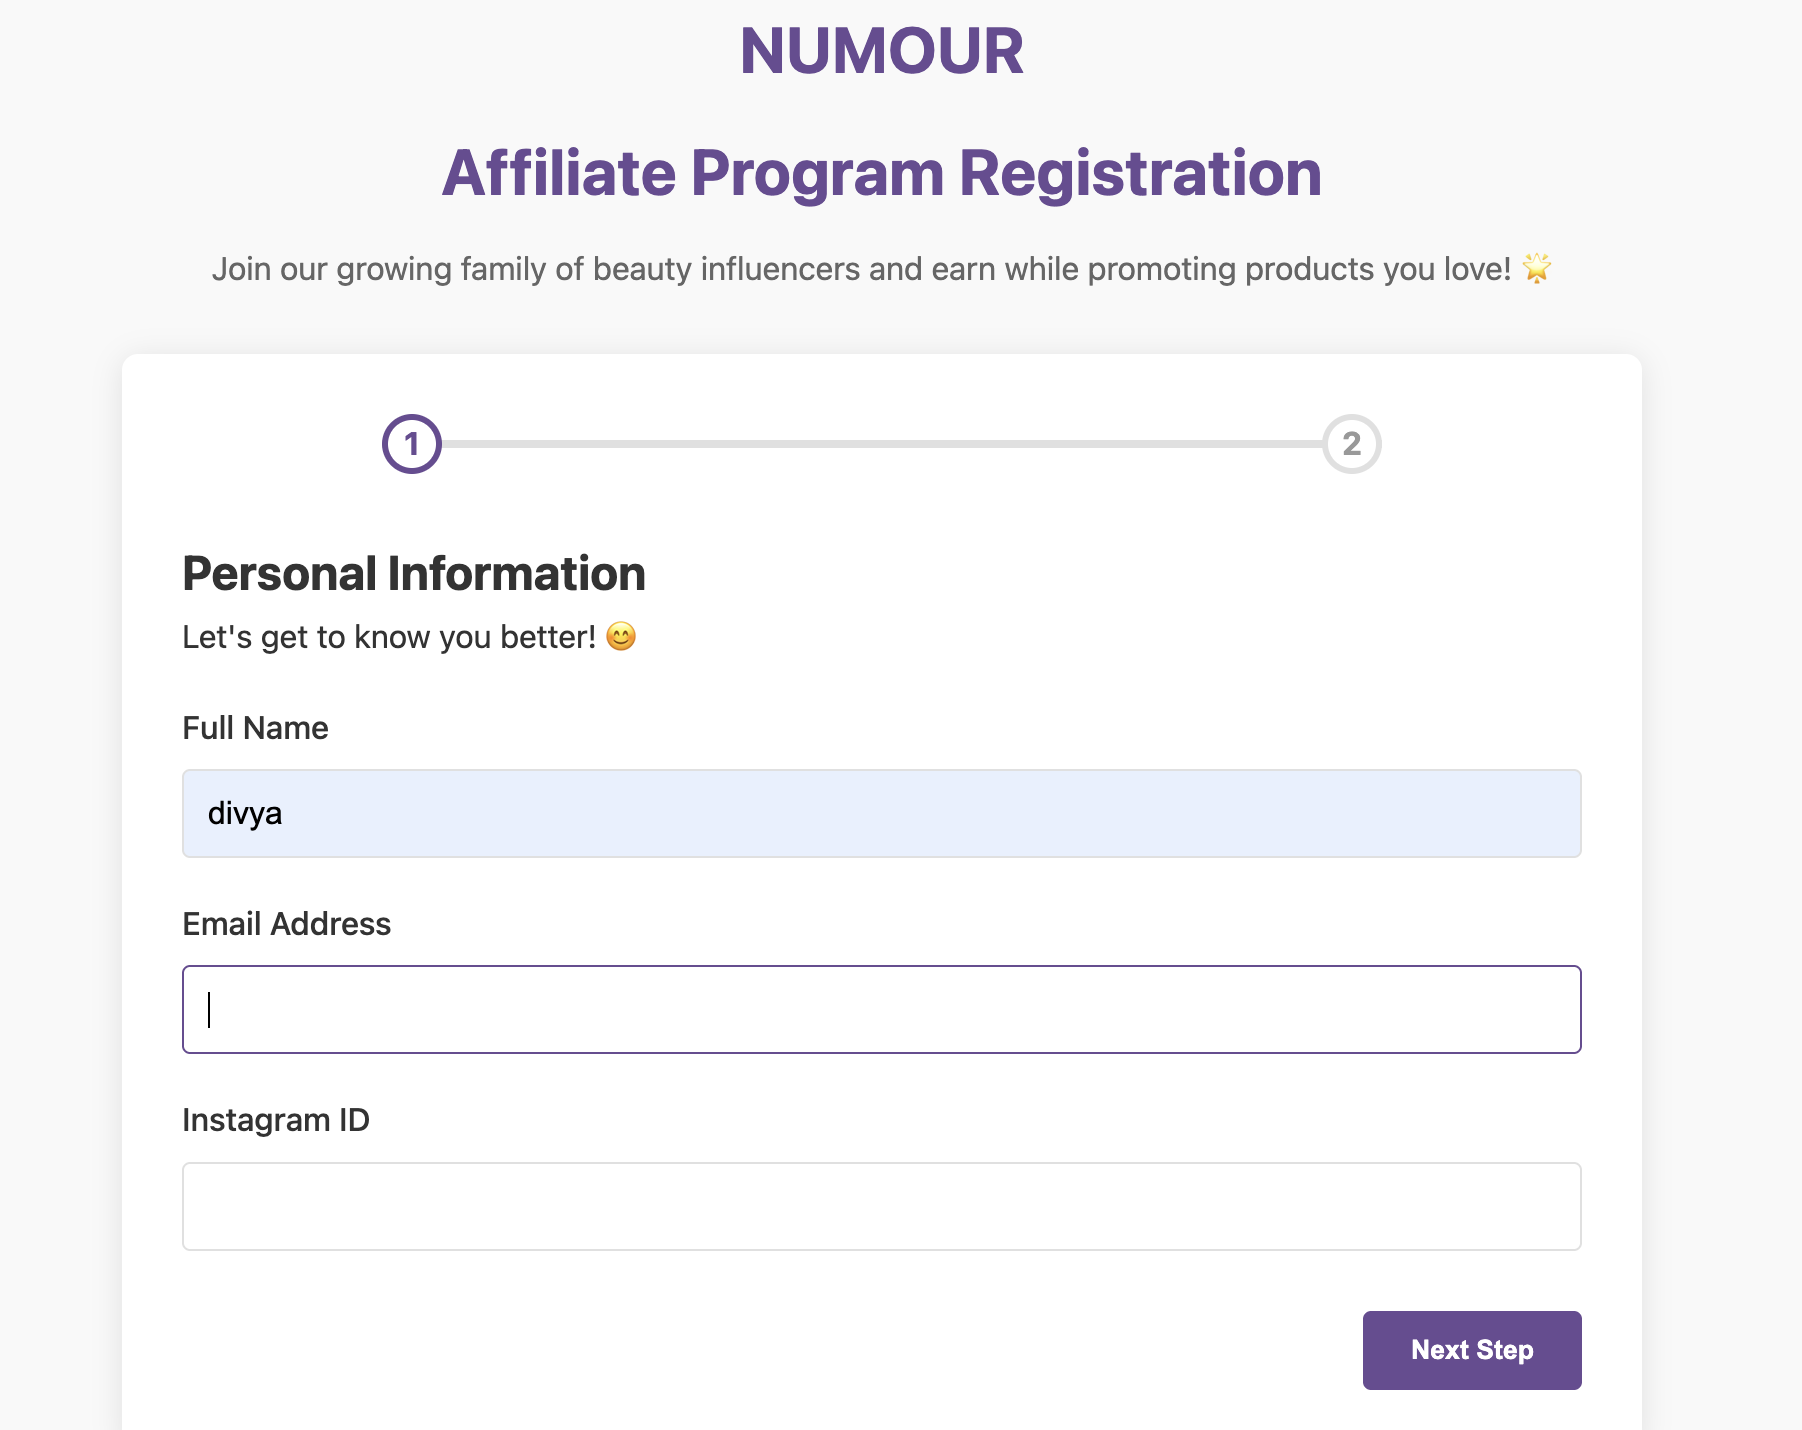 NUMOUR
Affiliate Program Registration
Join our growing family of beauty influencers and earn while promoting products you love! 🌟
1
2
Personal Information
Let's get to know you better! 😊
Full Name
divya
Email Address
Instagram ID
Next Step